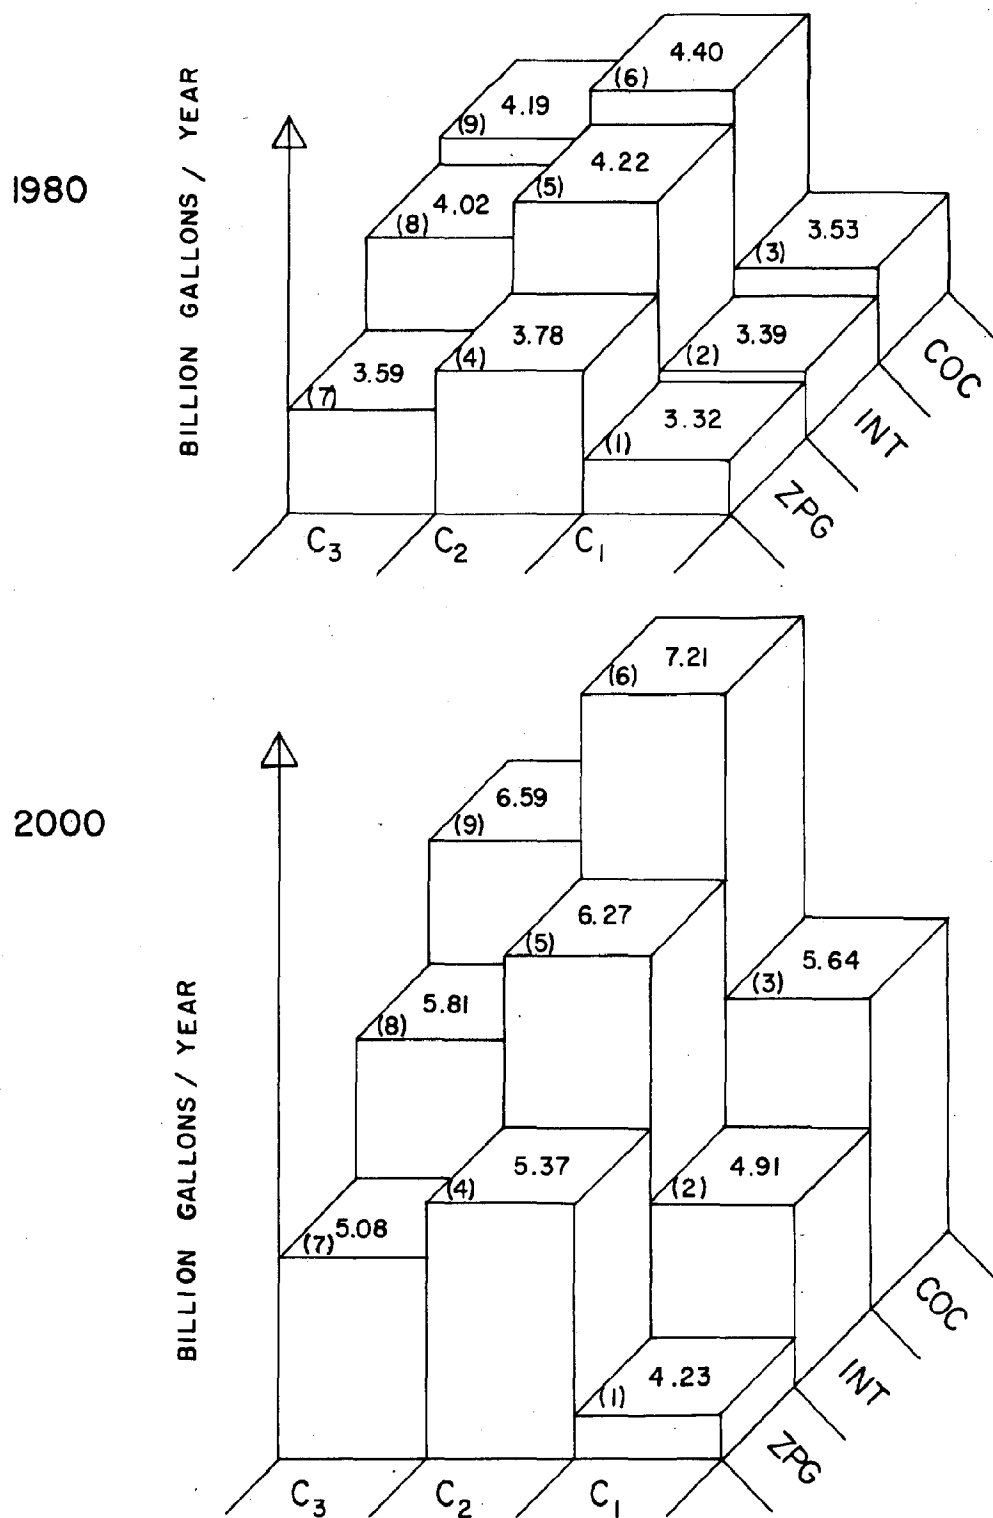 1980
BILLION GALLONS / YEAR
4.40
(6)
4.19
(9)
4.22
(5)
4.02
(8)
3.53
(3)
3.78
(4)
3.39
(2)
3.59
(7)
3.32
(1)
COC
INT
ZPG
C3
C2
C1
2000
BILLION GALLONS / YEAR
7.21
(6)
6.59
(9)
6.27
(5)
5.64
(3)
5.81
(8)
5.37
(4)
4.91
(2)
5.08
(7)
4.23
(1)
COC
INT
ZPG
C3
C2
C1